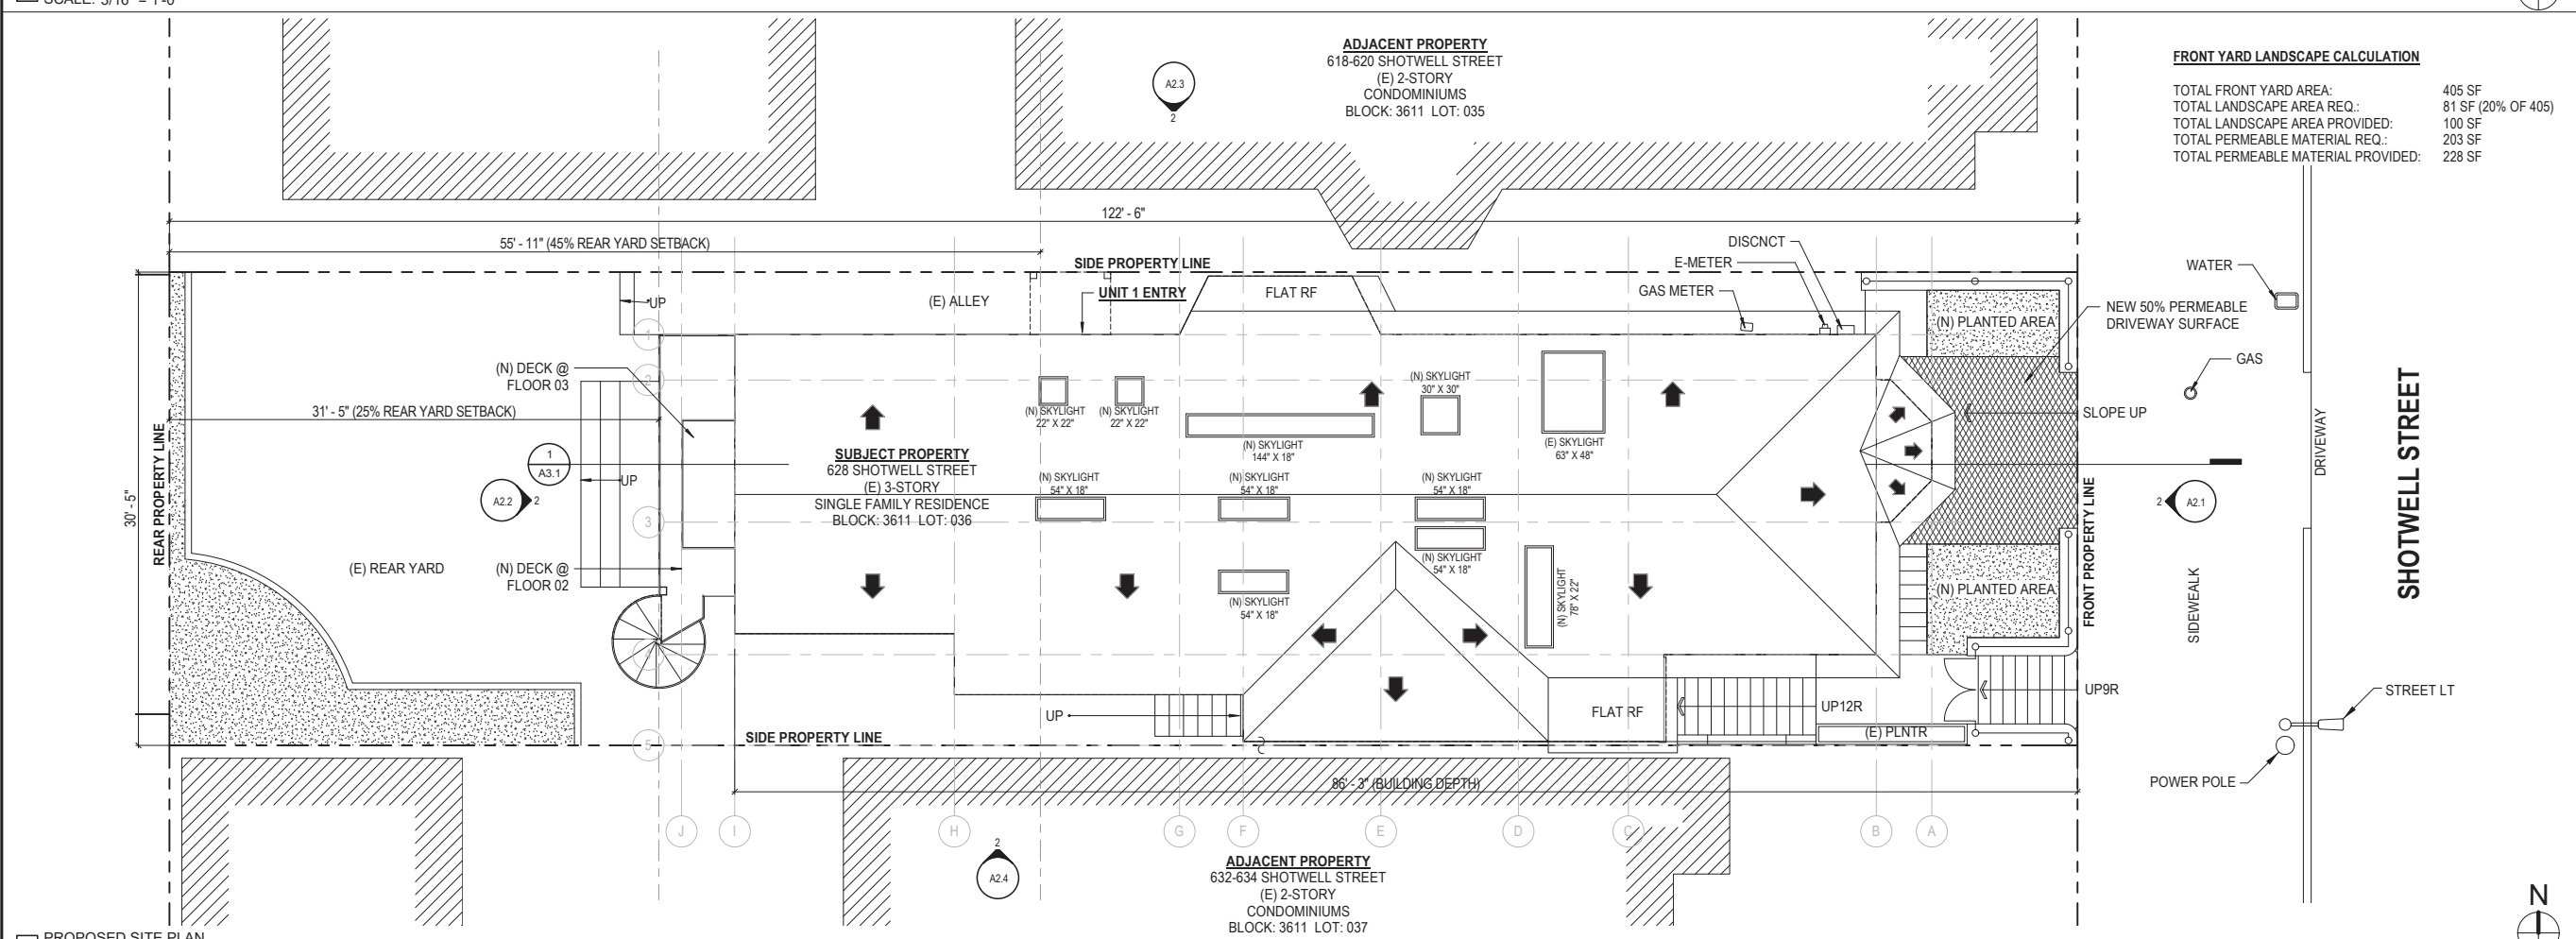 SCALE: 3/16" = 1'-0"
ADJACENT PROPERTY
618-620 SHOTWELL STREET
(E) 2-STORY
CONDOMINIUMS
BLOCK: 3611 LOT: 035
A2.3
2
FRONT YARD LANDSCAPE CALCULATION
TOTAL FRONT YARD AREA: 405 SF
TOTAL LANDSCAPE AREA REQ.: 81 SF (20% OF 405)
TOTAL LANDSCAPE AREA PROVIDED: 100 SF
TOTAL PERMEABLE MATERIAL REQ.: 203 SF
TOTAL PERMEABLE MATERIAL PROVIDED: 228 SF
122' - 6"
55' - 11" (45% REAR YARD SETBACK)
SIDE PROPERTY LINE
UNIT 1 ENTRY
(E) ALLEY
UP
FLAT RF
DISCNCT
E-METER
GAS METER
WATER
NEW 50% PERMEABLE
DRIVEWAY SURFACE
GAS
SLOPE UP
(N) PLANTED AREA
1
2
3
4
5
(N) DECK @
FLOOR 03
31' - 5" (25% REAR YARD SETBACK)
30' - 5"
REAR PROPERTY LINE
1
A3.1
A2.2
2
UP
(E) REAR YARD
(N) DECK @
FLOOR 02
SUBJECT PROPERTY
628 SHOTWELL STREET
(E) 3-STORY
SINGLE FAMILY RESIDENCE
BLOCK: 3611 LOT: 036
(N) SKYLIGHT
22" X 22"
(N) SKYLIGHT
22" X 22"
(N) SKYLIGHT
144" X 18"
(N) SKYLIGHT
30" X 30"
(E) SKYLIGHT
63" X 48"
(N) SKYLIGHT
54" X 18"
(N) SKYLIGHT
54" X 18"
(N) SKYLIGHT
54" X 18"
(N) SKYLIGHT
54" X 18"
(N) SKYLIGHT
54" X 18"
(N) SKYLIGHT
78" X 22"
(N) PLANTED AREA
FRONT PROPERTY LINE
2
A2.1
SIDEWEALK
DRIVEWAY
SHOTWELL STREET
UP9R
UP12R
FLAT RF
(E) PLNTR
UP
SIDE PROPERTY LINE
STREET LT
POWER POLE
86' - 3" (BUILDING DEPTH)
J
I
H
G
F
E
D
C
B
A
2
A2.4
ADJACENT PROPERTY
632-634 SHOTWELL STREET
(E) 2-STORY
CONDOMINIUMS
BLOCK: 3611 LOT: 037
N
PROPOSED SITE PLAN